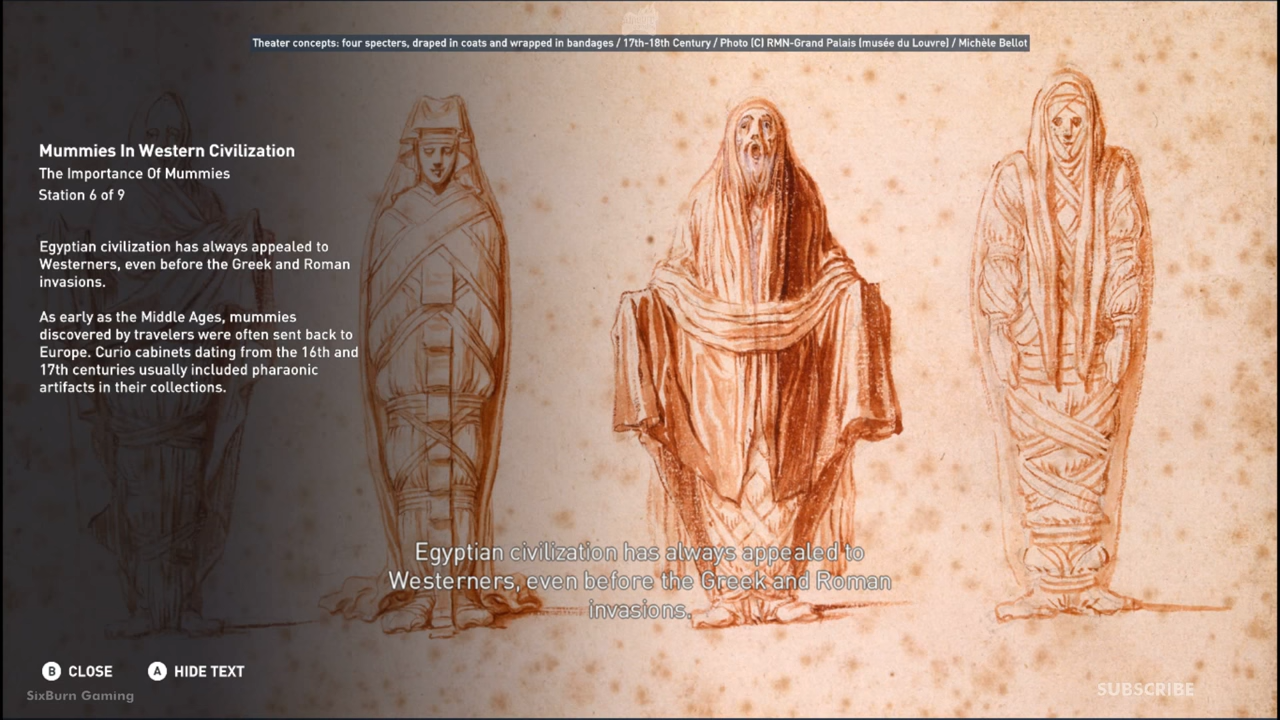 Theater concepts: four specters, draped in coats and wrapped in bandages / 17th-18th Century / Photo (C) RMN-Grand Palais (musée du Louvre) / Michèle Bellot
Mummies In Western Civilization
The Importance Of Mummies
Station 6 of 9
Egyptian civilization has always appealed to
Westerners, even before the Greek and Roman
invasions.
As early as the Middle Ages, mummies
discovered by travelers were often sent back to
Europe. Curio cabinets dating from the 16th and
17th centuries usually included pharaonic
artifacts in their collections.
Egyptian civilization has always appealed to
Westerners, even before the Greek and Roman
invasions.
B CLOSE A HIDE TEXT
SixBurn Gaming
SUBSCRIBE